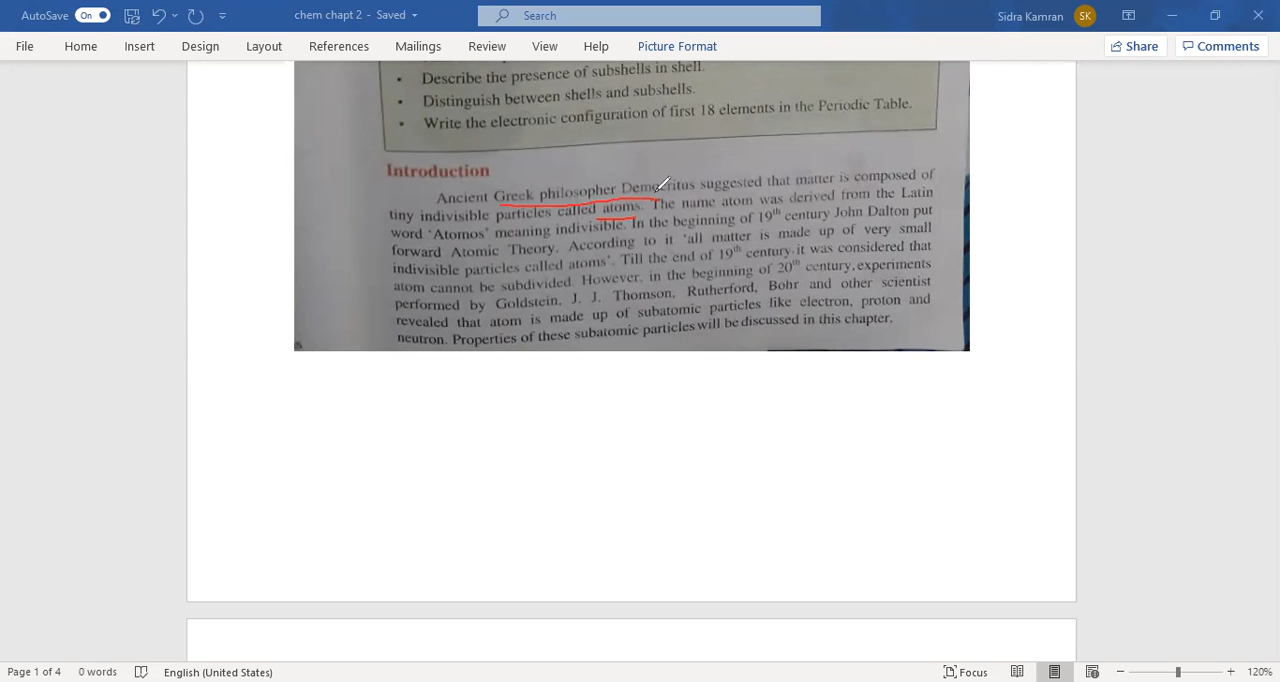 AutoSave On
chem chapt 2 - Saved
Search
Sidra Kamran SK
File Home Insert Design Layout References Mailings Review View Help Picture Format Share Comments
• Describe the presence of subshells in shell.
• Distinguish between shells and subshells.
• Write the electronic configuration of first 18 elements in the Periodic Table.
Introduction
Ancient Greek philosopher Democritus suggested that matter is composed of
tiny indivisible particles called atoms. The name atom was derived from the Latin
word ‘Atomos’ meaning indivisible. In the beginning of 19th century John Dalton put
forward Atomic Theory. According to it ‘all matter is made up of very small
indivisible particles called atoms’. Till the end of 19th century, it was considered that
atom cannot be subdivided. However, in the beginning of 20th century, experiments
performed by Goldstein, J. J. Thomson, Rutherford, Bohr and other scientist
revealed that atom is made up of subatomic particles like electron, proton and
neutron. Properties of these subatomic particles will be discussed in this chapter.
Page 1 of 4 0 words English (United States) Focus 120%